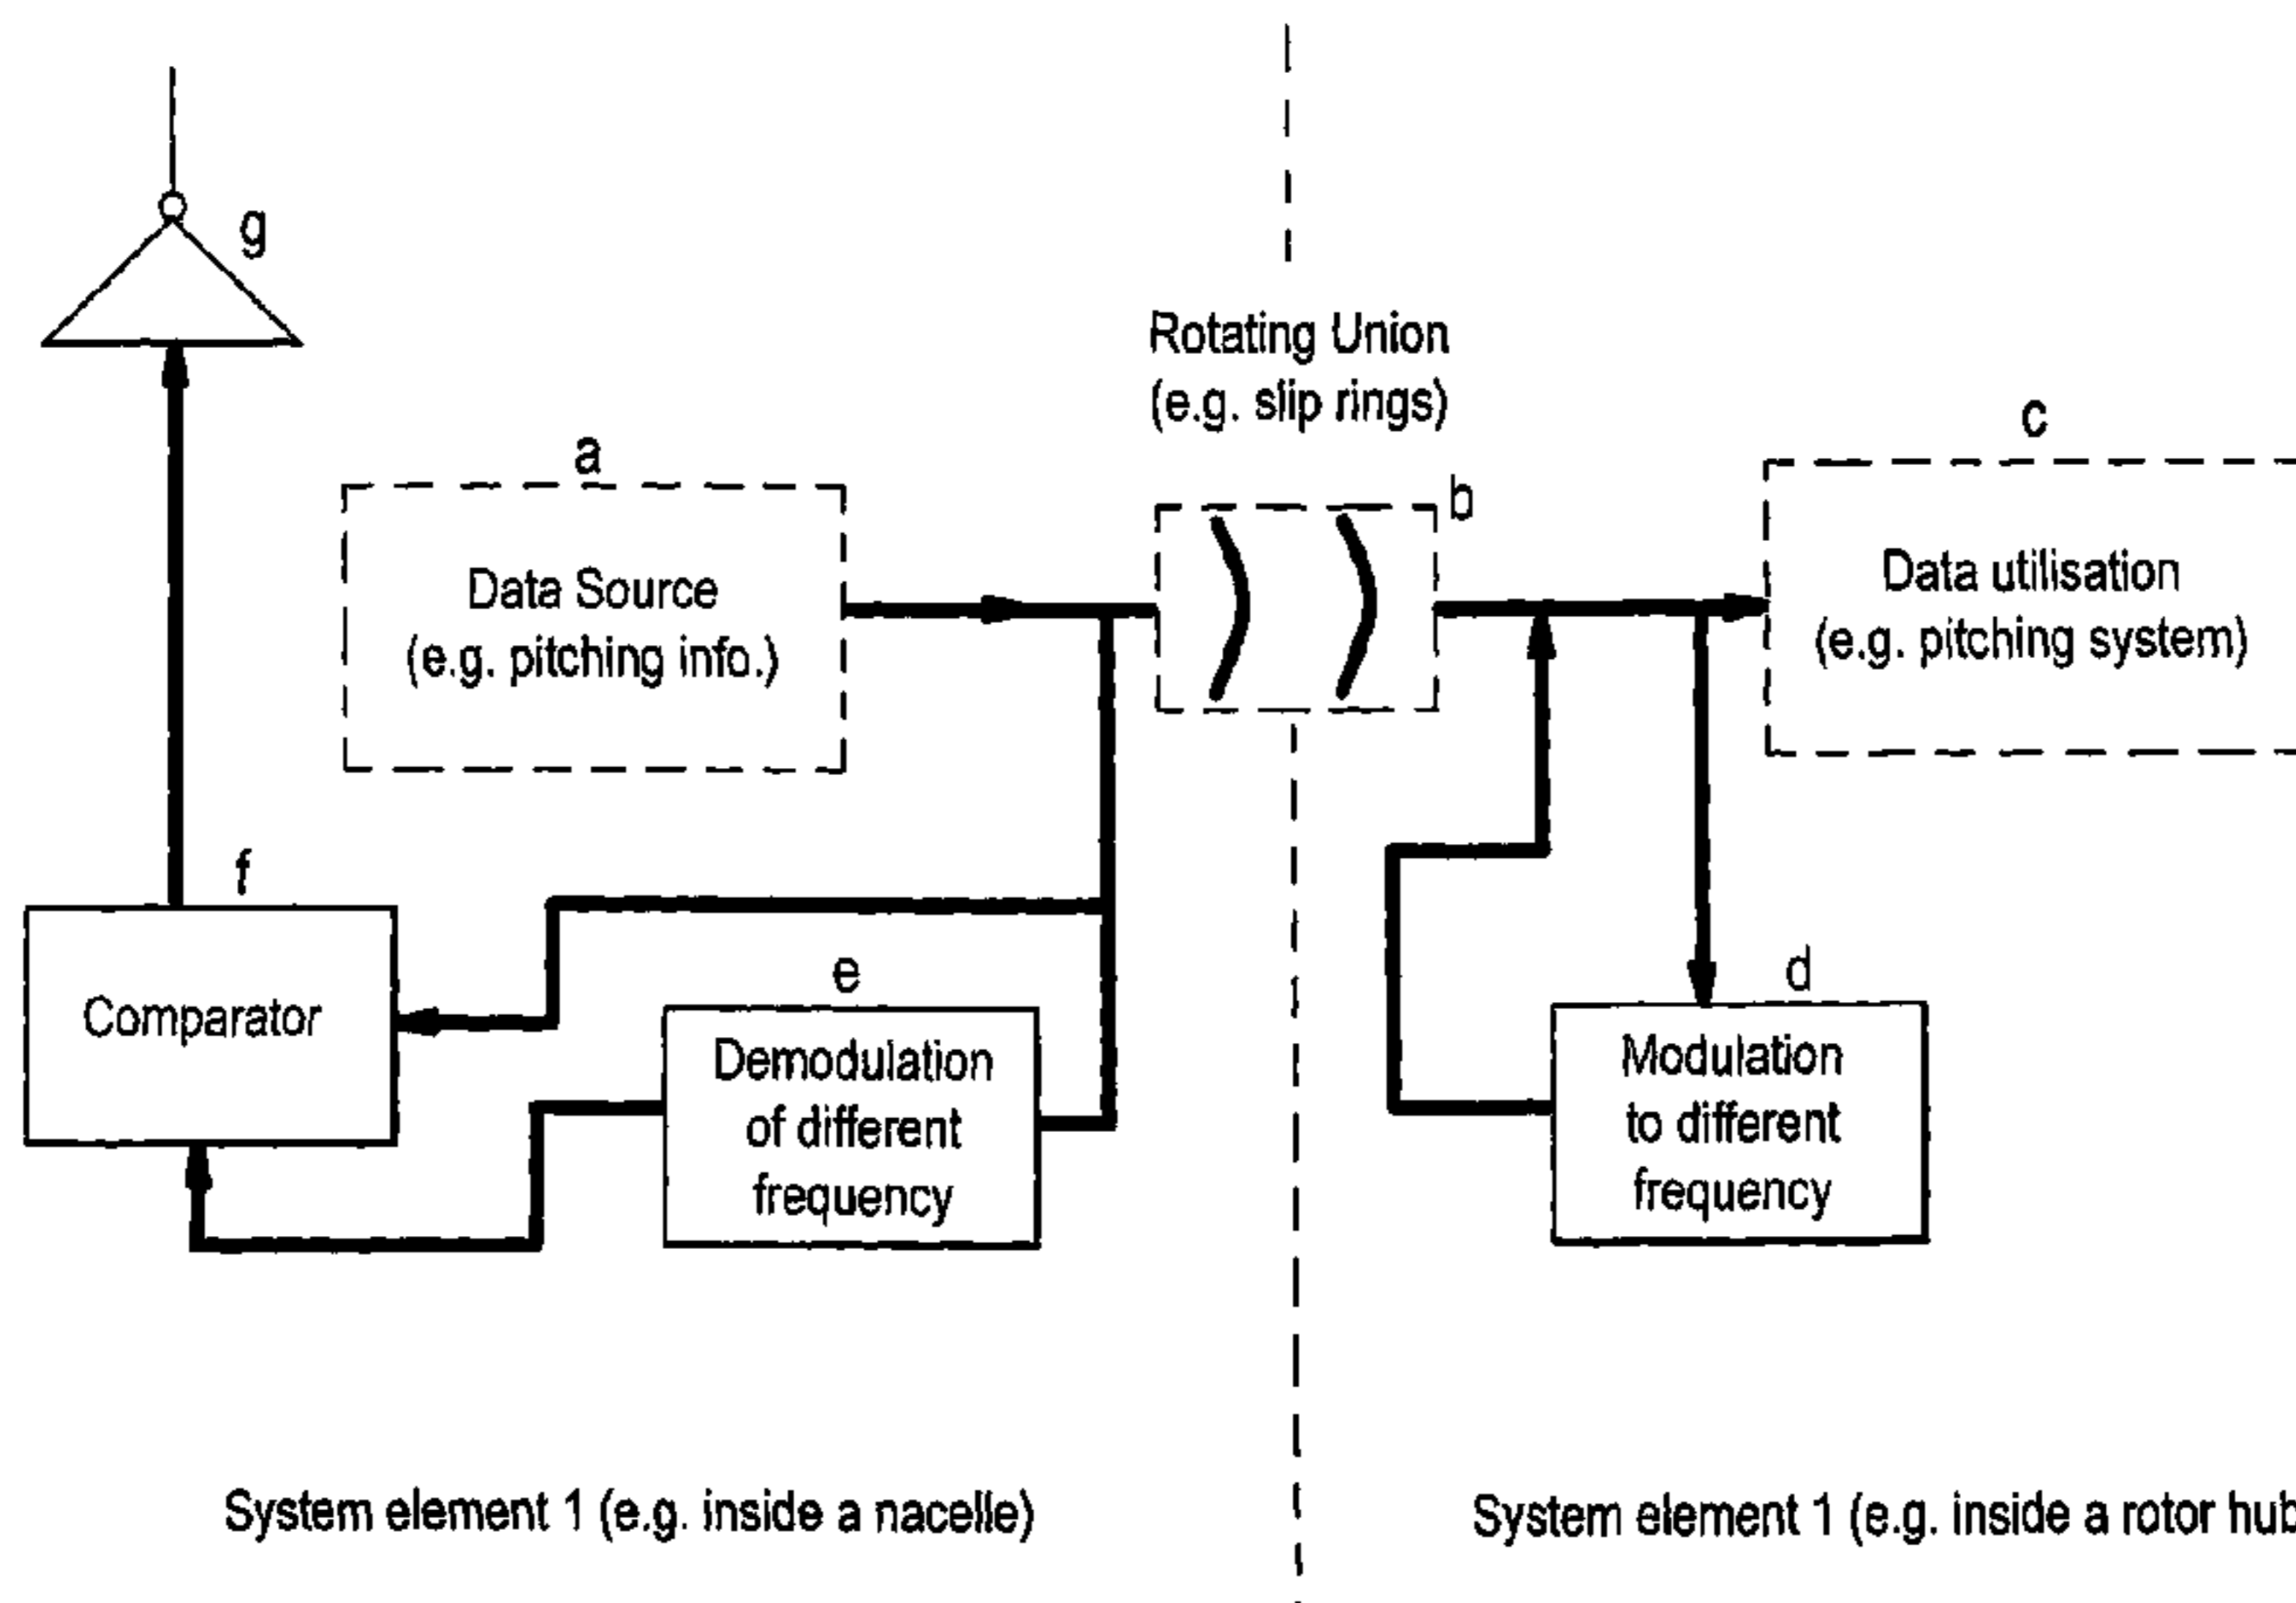 g
Rotating Union
(e.g. slip rings)
a
b
c
Data Source
(e.g. pitching info.)
Data utilisation
(e.g. pitching system)
f
Comparator
e
Demodulation
of different
frequency
d
Modulation
to different
frequency
System element 1 (e.g. inside a nacelle)
System element 1 (e.g. inside a rotor hub